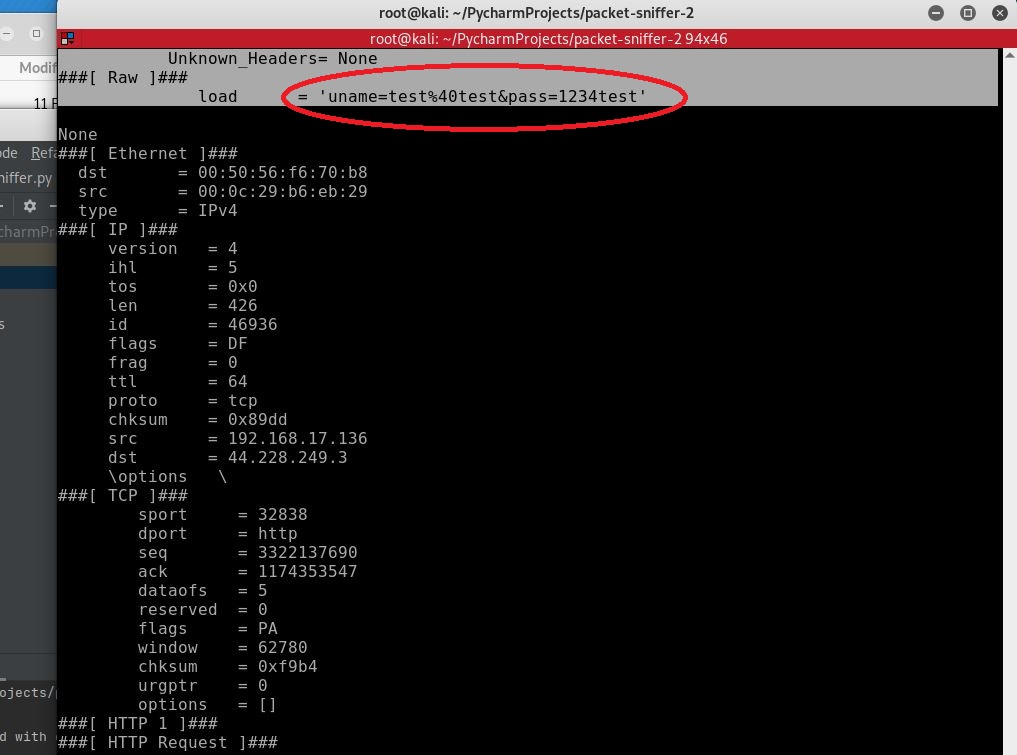 root@kali: ~/PycharmProjects/packet-sniffer-2
root@kali: ~/PycharmProjects/packet-sniffer-2 94x46
Modif
11 F
ode Refa
niffer.py
charmPr
s
ojects/p
d with
Unknown_Headers= None
###[ Raw ]###
load = 'uname=test%40test&pass=1234test'
None
###[ Ethernet ]###
dst = 00:50:56:f6:70:b8
src = 00:0c:29:b6:eb:29
type = IPv4
###[ IP ]###
version = 4
ihl = 5
tos = 0x0
len = 426
id = 46936
flags = DF
frag = 0
ttl = 64
proto = tcp
chksum = 0x89dd
src = 192.168.17.136
dst = 44.228.249.3
\options \
###[ TCP ]###
sport = 32838
dport = http
seq = 3322137690
ack = 1174353547
dataofs = 5
reserved = 0
flags = PA
window = 62780
chksum = 0xf9b4
urgptr = 0
options = []
###[ HTTP 1 ]###
###[ HTTP Request ]###